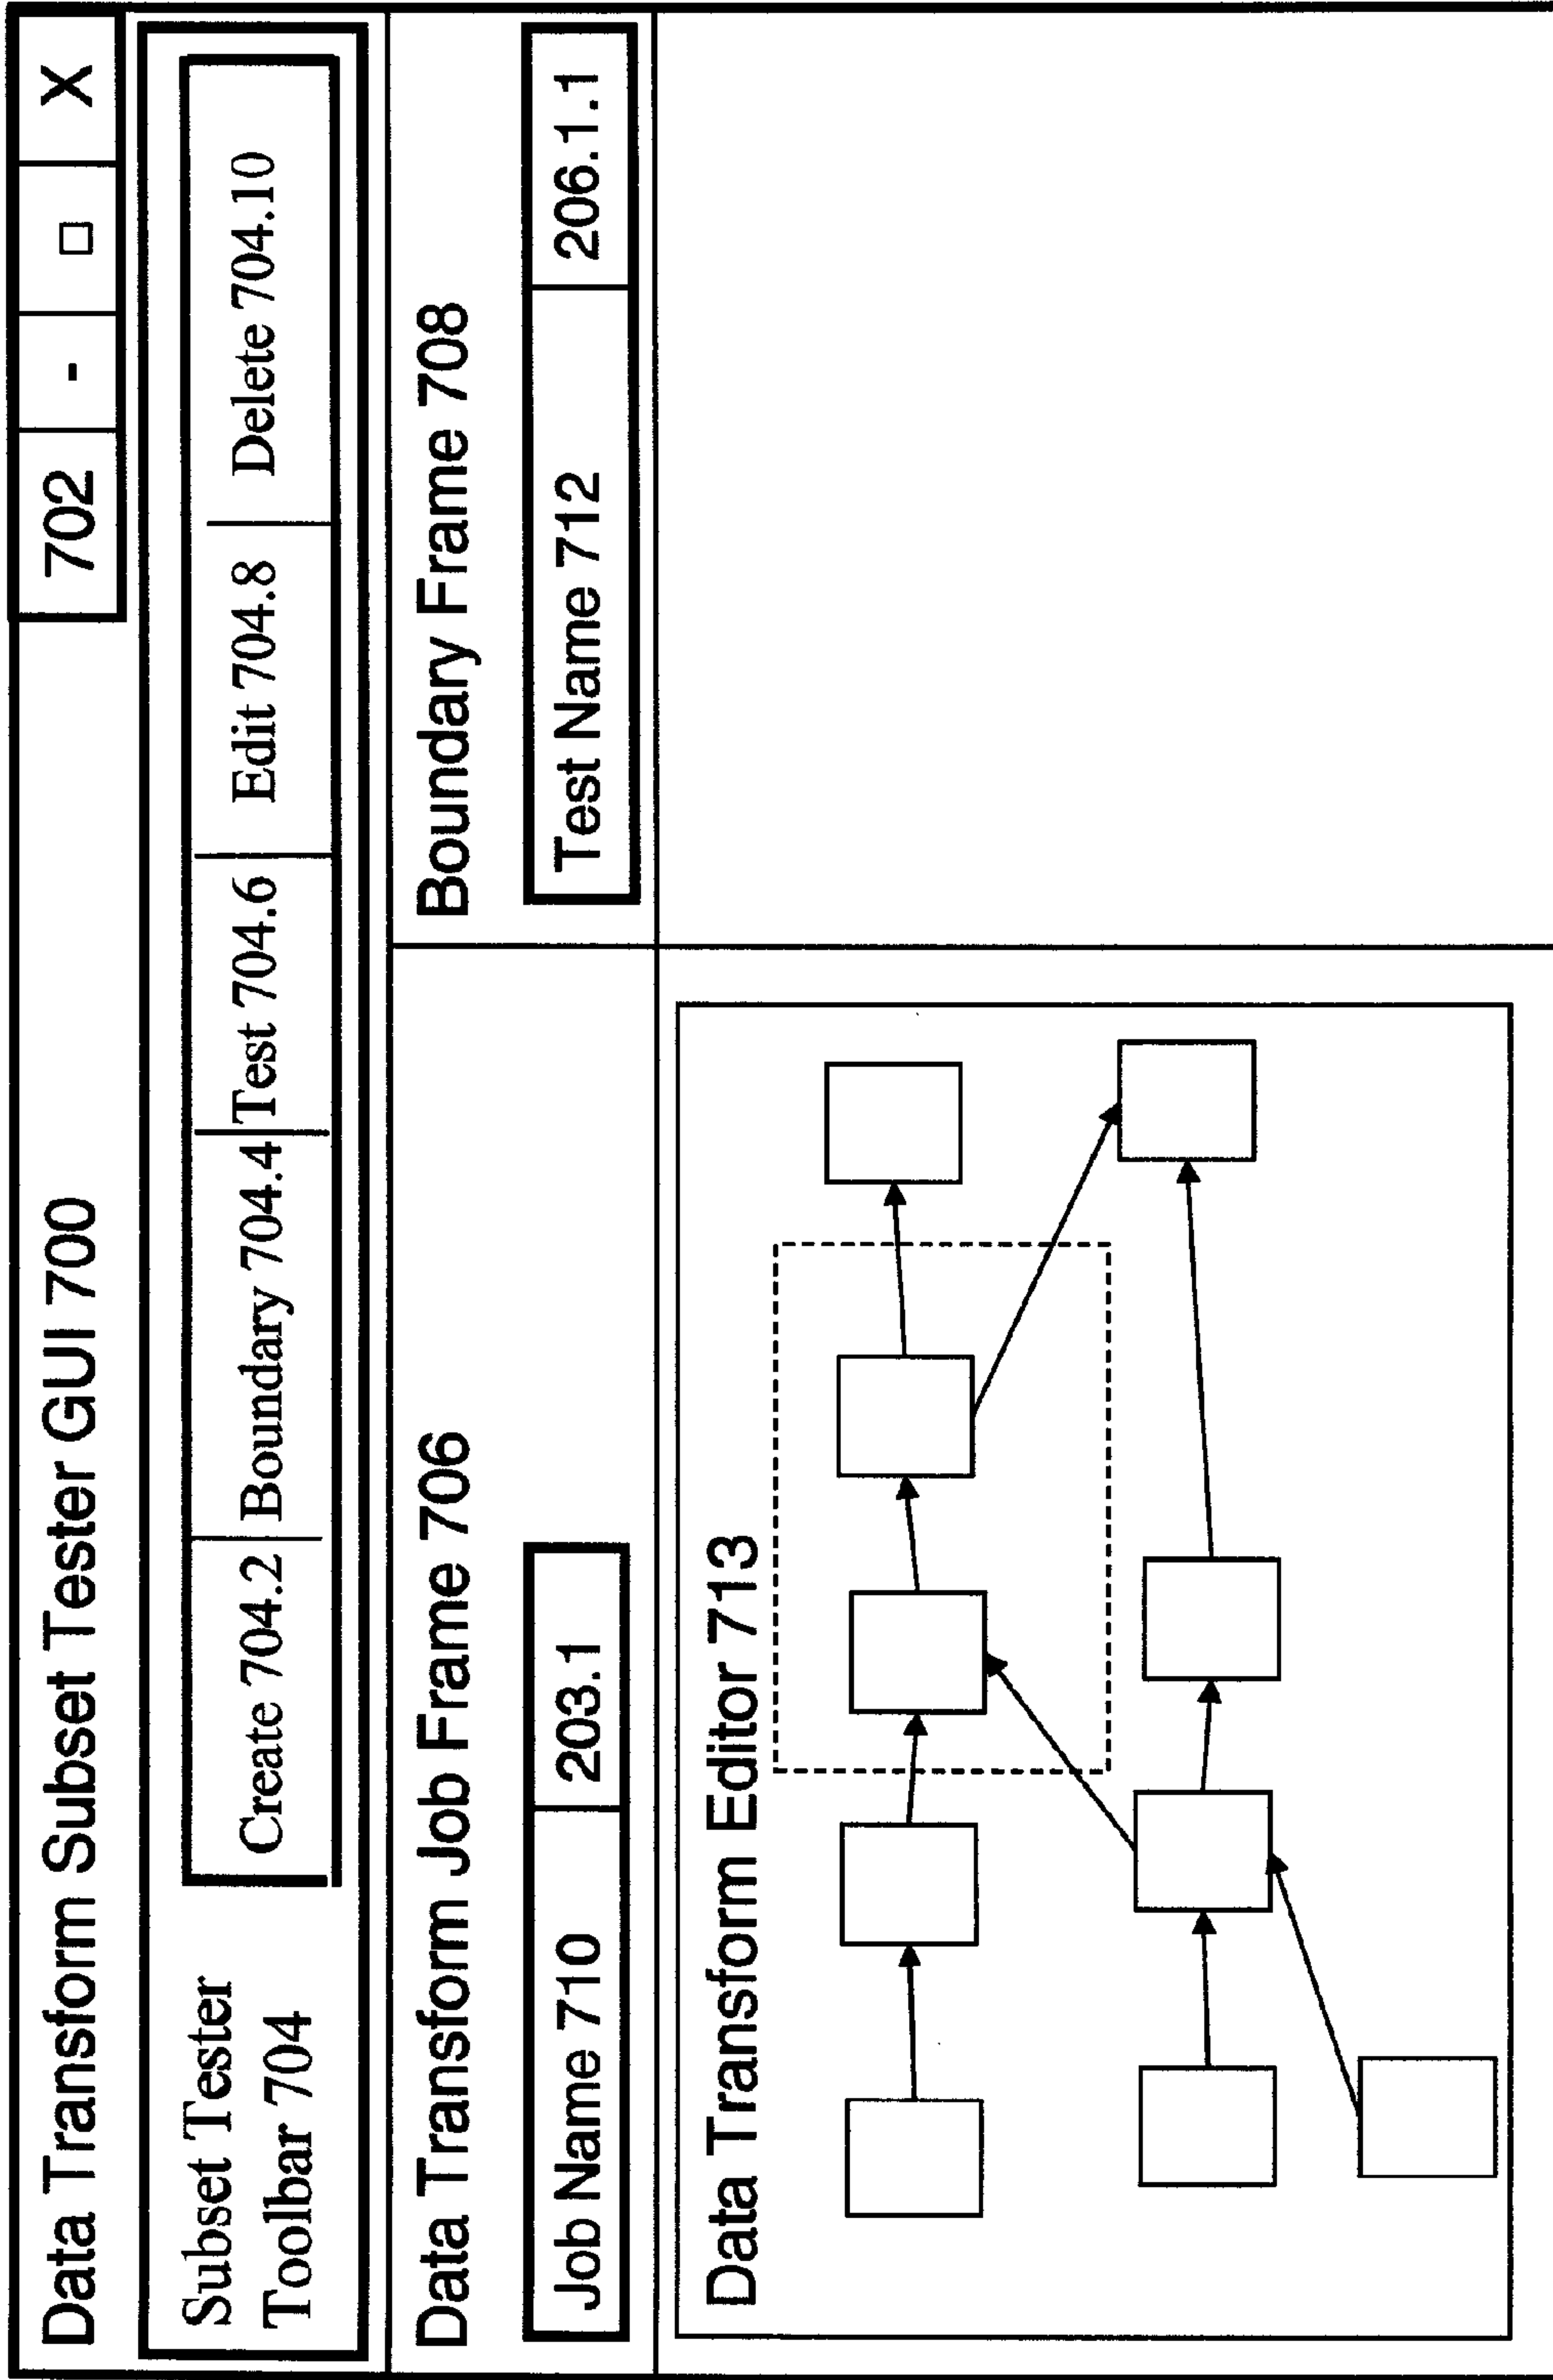 Data Transform Subset Tester GUI 700
702 - □ X
Subset Tester
Toolbar 704
Create 704.2 Boundary 704.4 Test 704.6 Edit 704.8 Delete 704.10
Data Transform Job Frame 706
Boundary Frame 708
Job Name 710 203.1
Test Name 712 206.1.1
Data Transform Editor 713